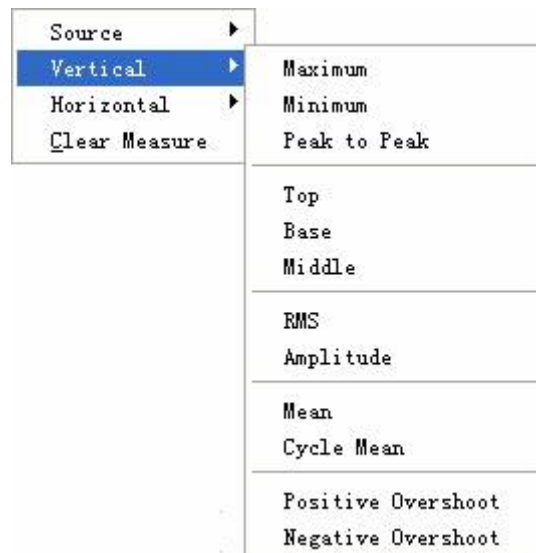 Source
Vertical
Horizontal
Clear Measure
Maximum
Minimum
Peak to Peak
Top
Base
Middle
RMS
Amplitude
Mean
Cycle Mean
Positive Overshoot
Negative Overshoot